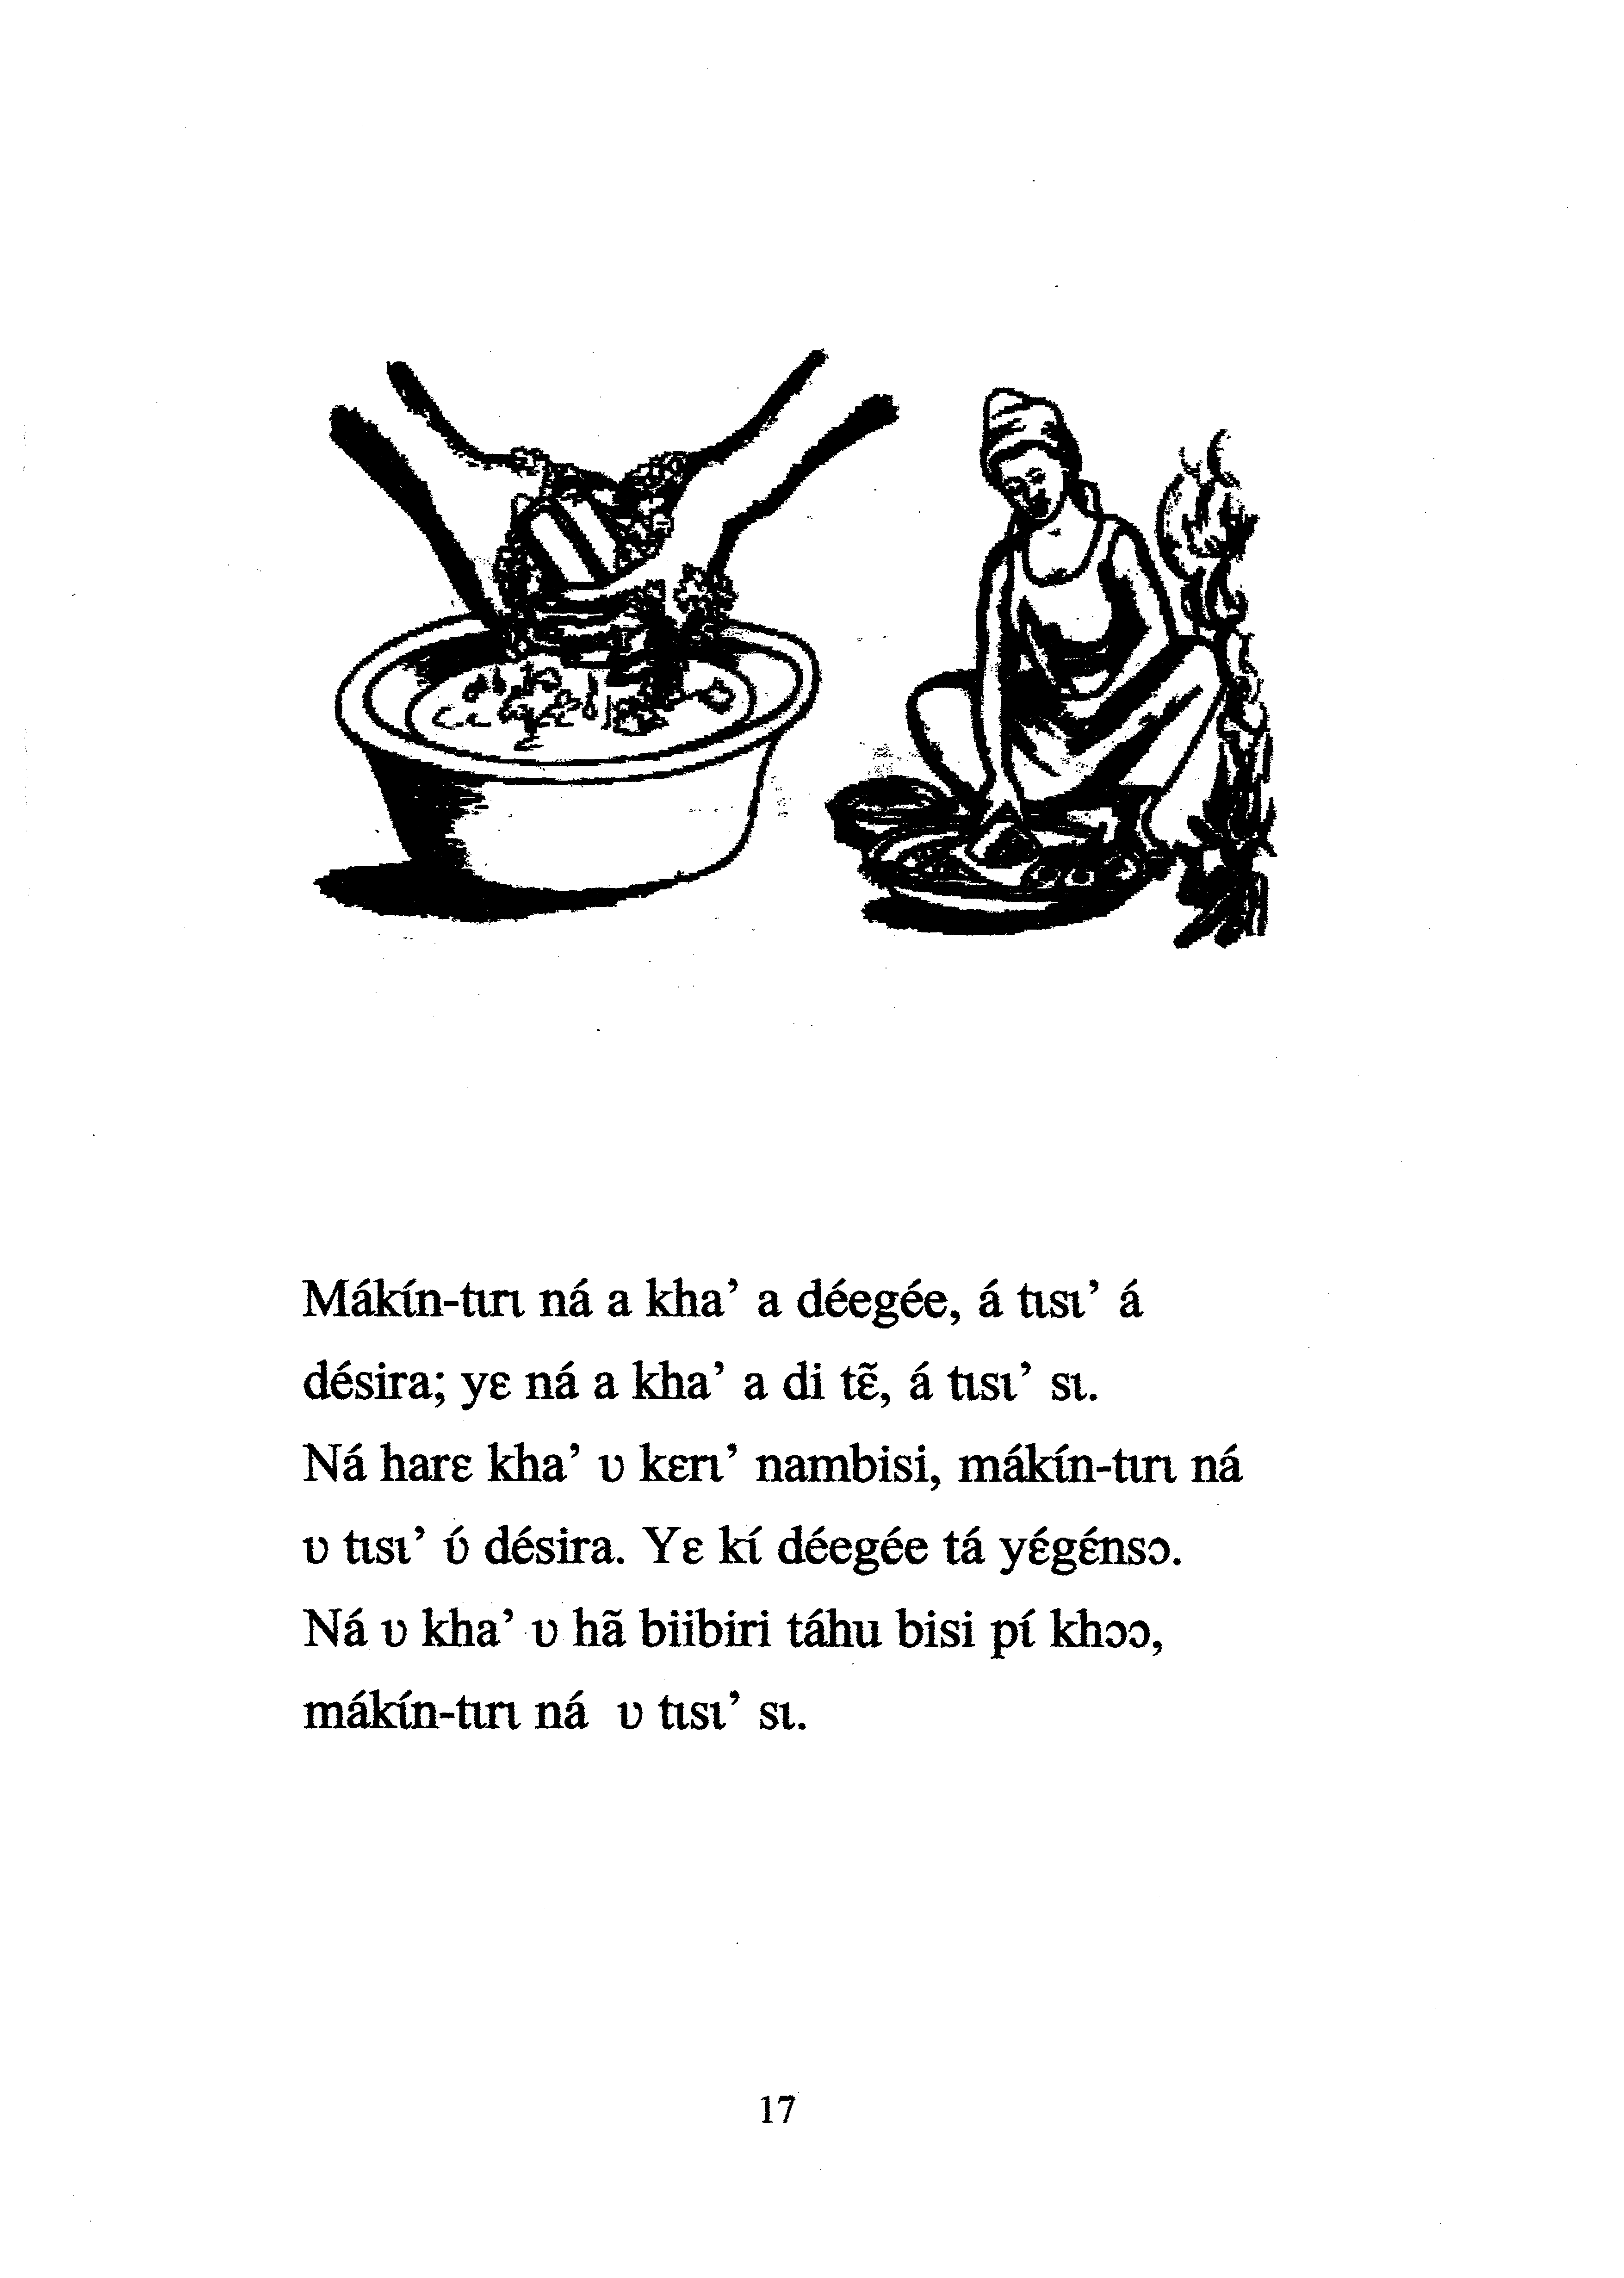 Mákín-tɩrɩ ná a kha’ a déegée, á tɩsɩ’ á
désira; yɛ ná a kha’ a di tɛ̃, á tɩsɩ’ sɩ.
Ná harɛ kha’ ʋ kɛrɩ’ nambisi, mákín-tɩrɩ ná
ʋ tɩsɩ’ ʋ́ désira. Yɛ kí déegée tá yɛ́gɛ́nsɔ.
Ná ʋ kha’ ʋ hã biibiri táhu bisi pí khɔɔ,
mákín-tɩrɩ ná ʋ tɩsɩ’ sɩ.
17